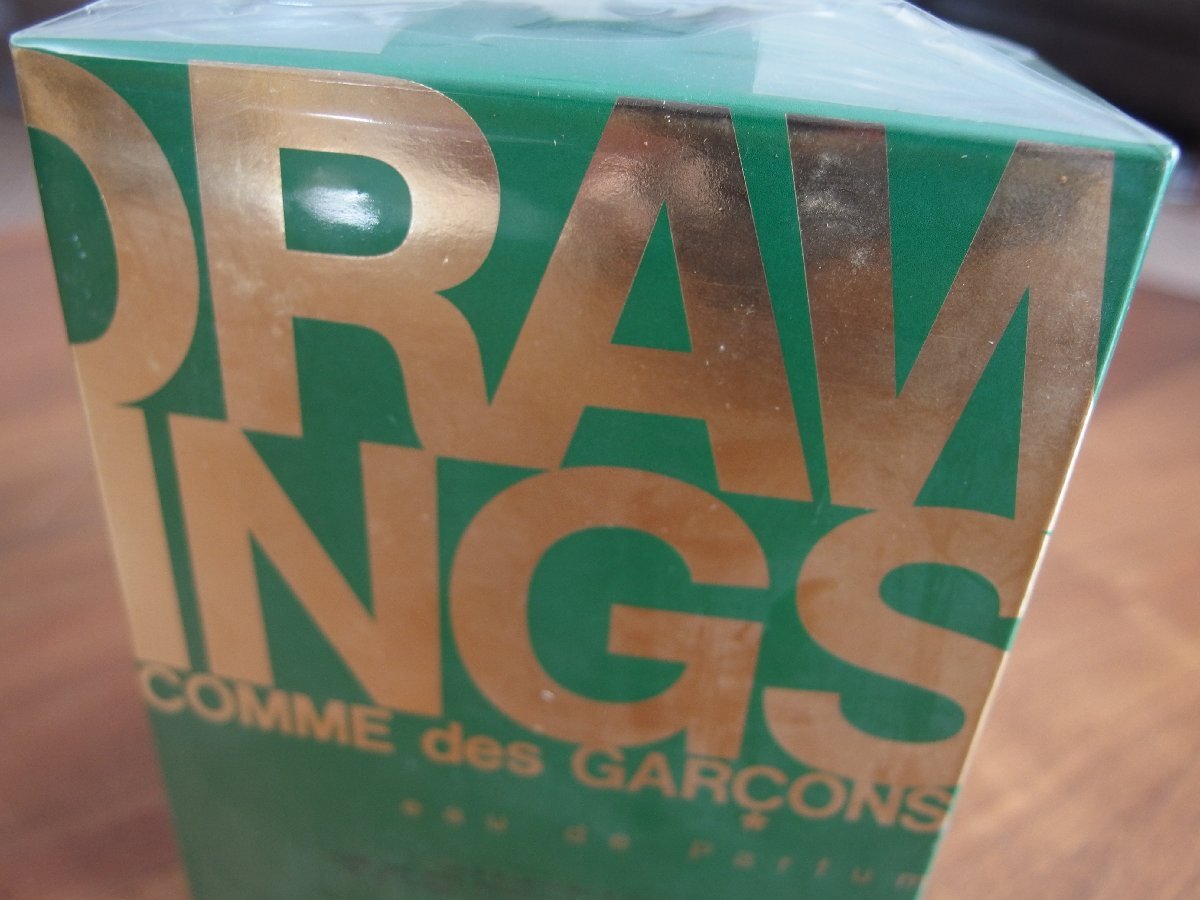 DRAW
INGS
COMME des GARÇONS
eau de parfum